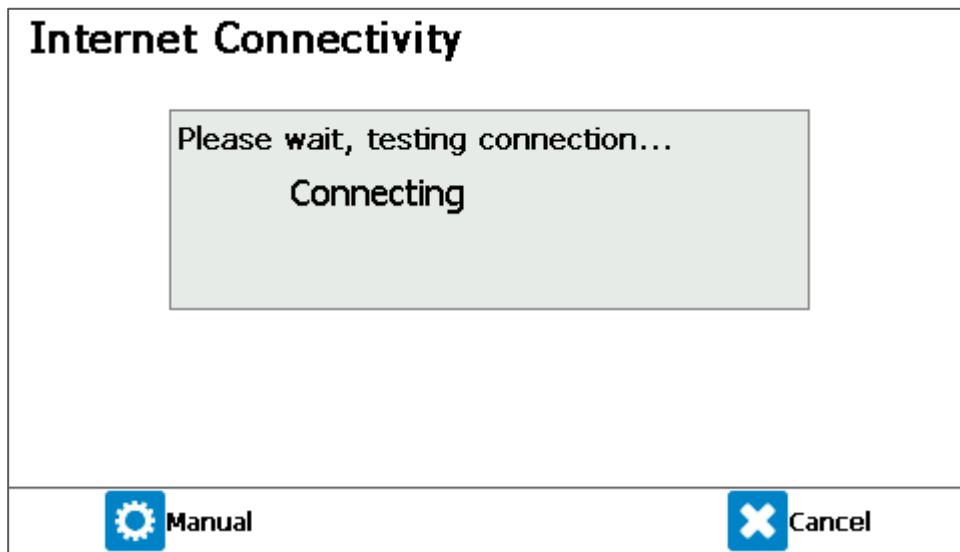 Internet Connectivity
Please wait, testing connection...
Connecting
Manual
Cancel